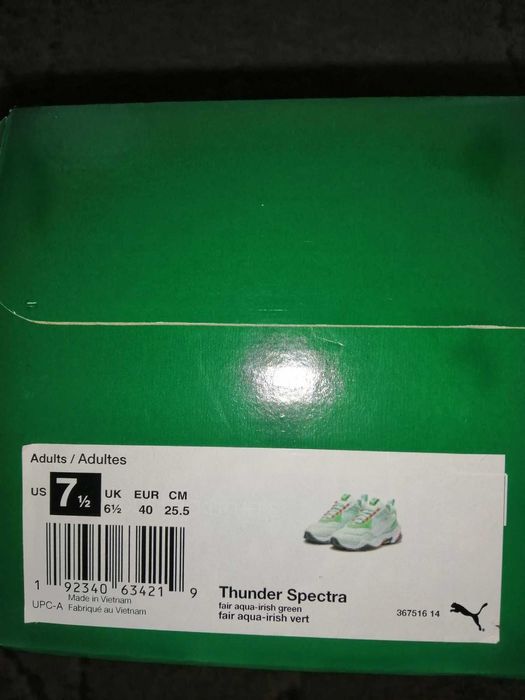 Adults / Adultes
US 7 ½ UK EUR CM
6½ 40 25.5
1 92340 63421 9
Made in Vietnam
UPC-A Fabriqué au Vietnam
Thunder Spectra
fair aqua-irish green
fair aqua-irish vert
367516 14